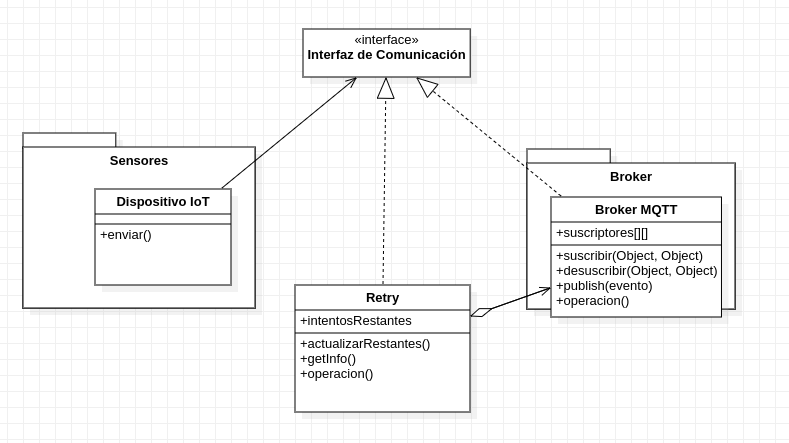 «interface»
Interfaz de Comunicación
Sensores
Dispositivo IoT
+enviar()
Broker
Broker MQTT
+suscriptores[][]
+suscribir(Object, Object)
+desuscribir(Object, Object)
+publish(evento)
+operacion()
Retry
+intentosRestantes
+actualizarRestantes()
+getInfo()
+operacion()